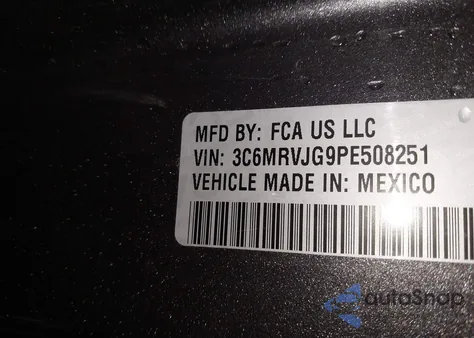 MFD BY: FCA US LLC
VIN: 3C6MRVJG9PE508251
VEHICLE MADE IN: MEXICO
autoSnap